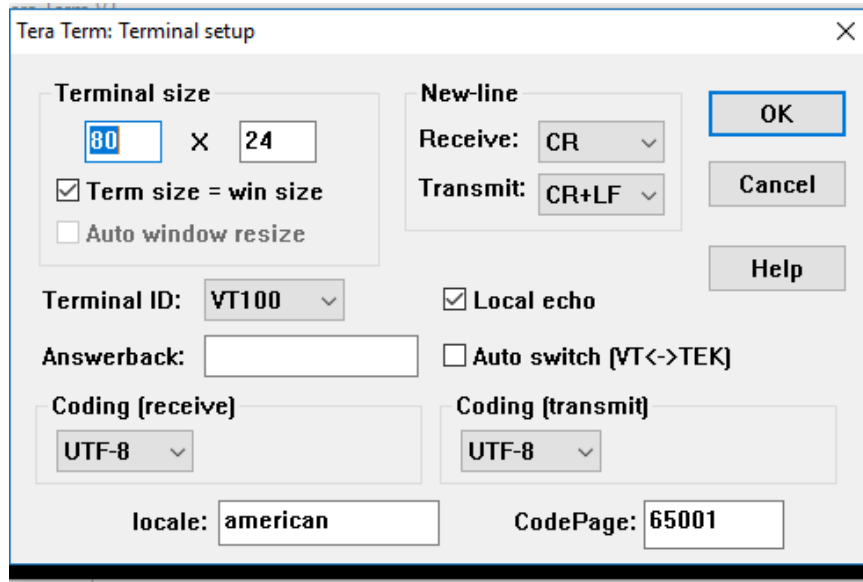 Tera Term: Terminal setup
Terminal size
80 X 24
Term size = win size
Auto window resize
New-line
Receive: CR
Transmit: CR+LF
OK
Cancel
Help
Terminal ID: VT100
Local echo
Answerback:
Auto switch (VT<->TEK)
Coding (receive)
UTF-8
Coding (transmit)
UTF-8
locale: american
CodePage: 65001